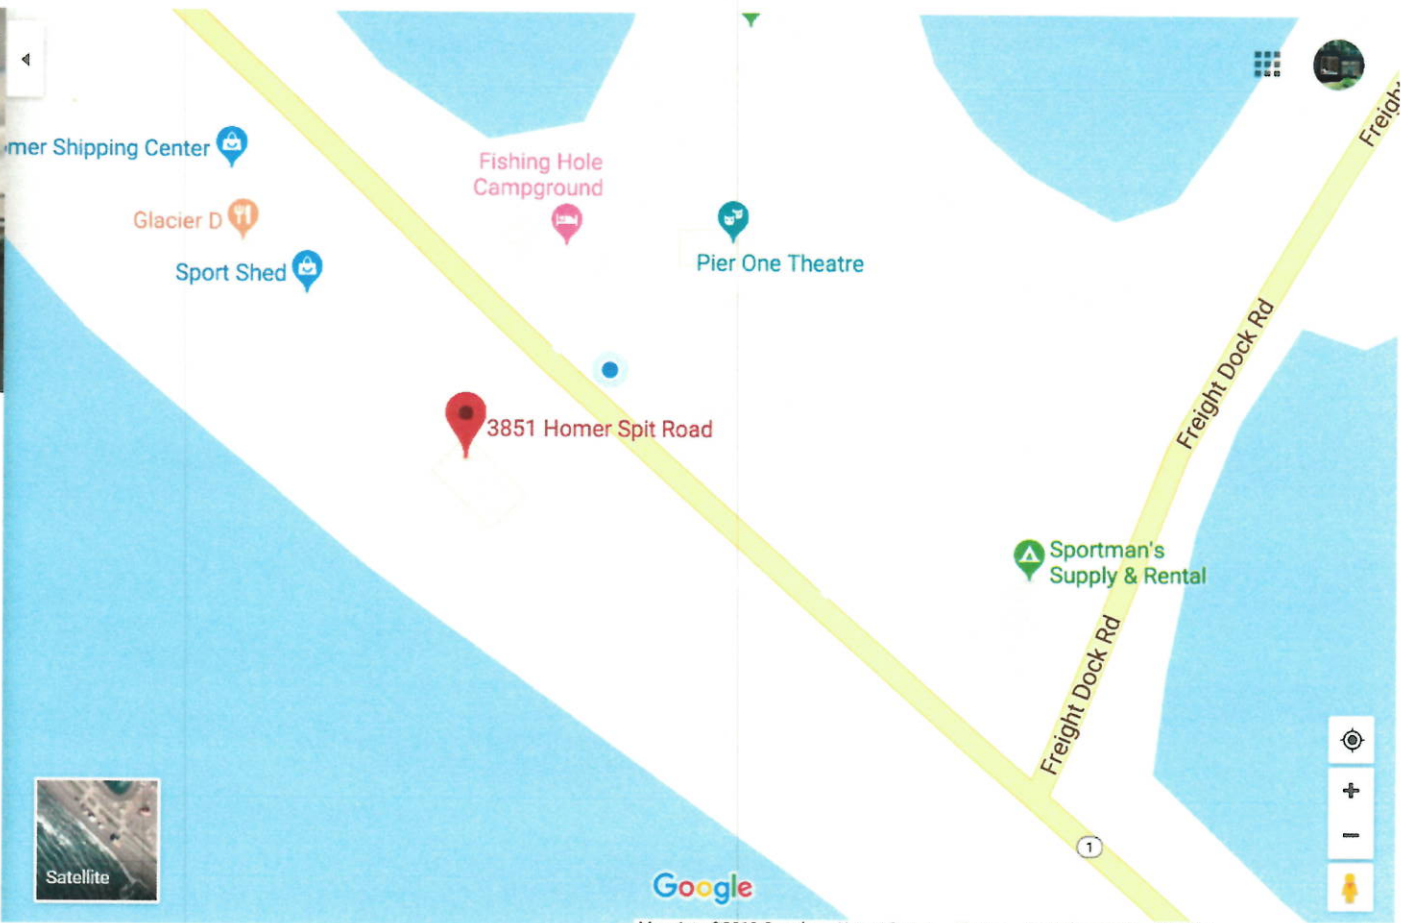 mer Shipping Center
Glacier D
Sport Shed
Fishing Hole
Campground
Pier One Theatre
3851 Homer Spit Road
Freight
Freight Dock Rd
Sportman's
Supply & Rental
Freight Dock Rd
1
Satellite
Google